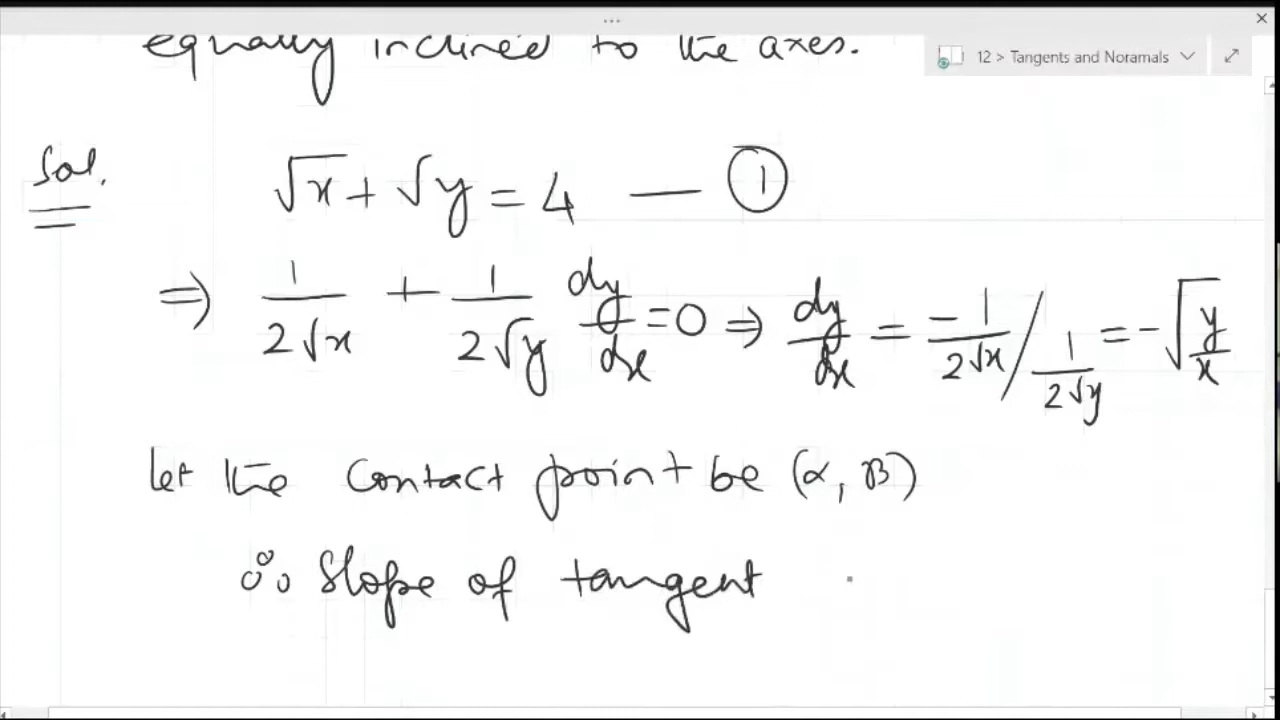 equally inclined to the axes.
12 > Tangents and Noramals
Sol.
√x + √y = 4 — ①
⇒ 1/2√x + 1/2√y dy/dx = 0 ⇒ dy/dx = -1/2√x / 1/2√y = -√y/x
let the contact point be (α, β)
∴ Slope of tangent